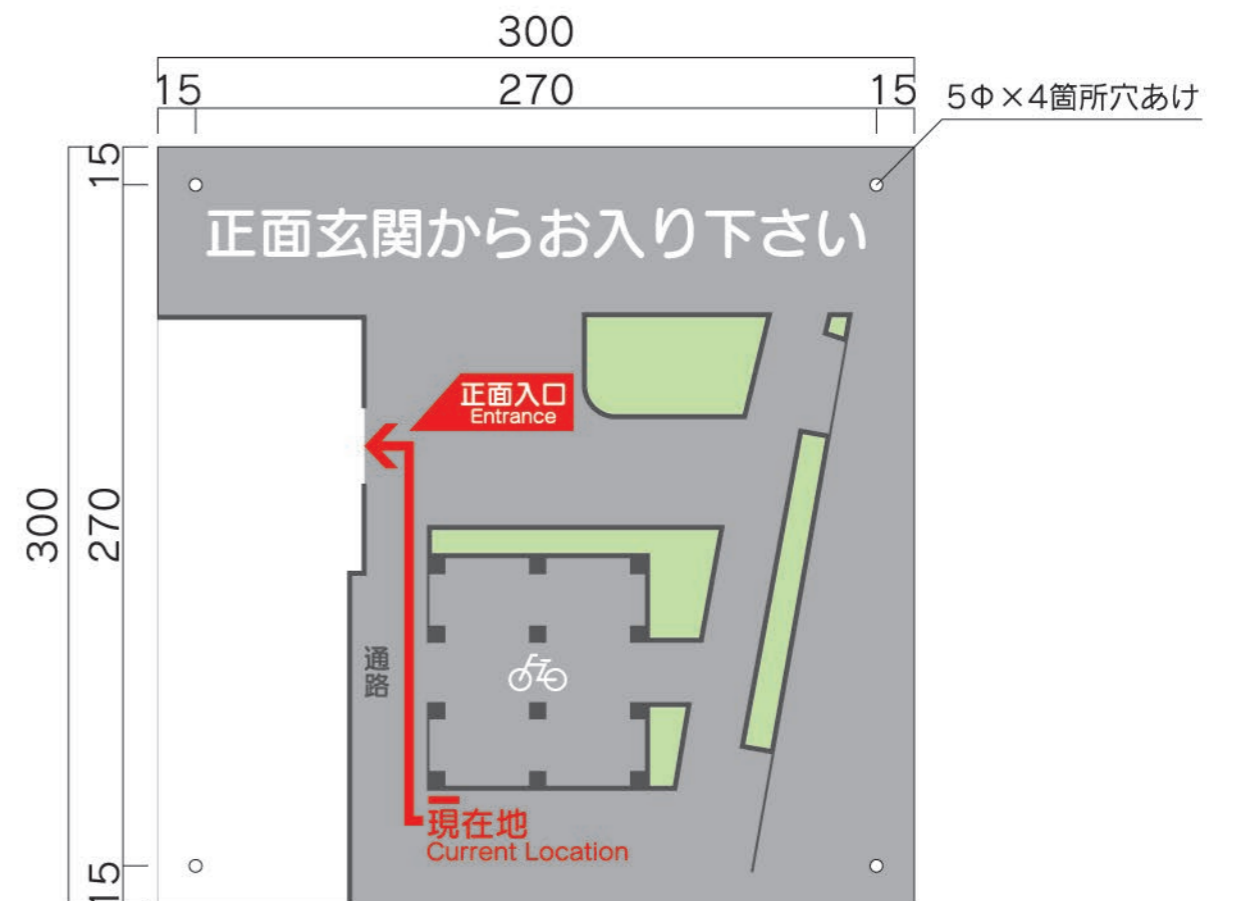 300
15 270 15
5Φ×4箇所穴あけ
15
正面玄関からお入り下さい
正面入口
Entrance
300
270
通路
現在地
Current Location
15